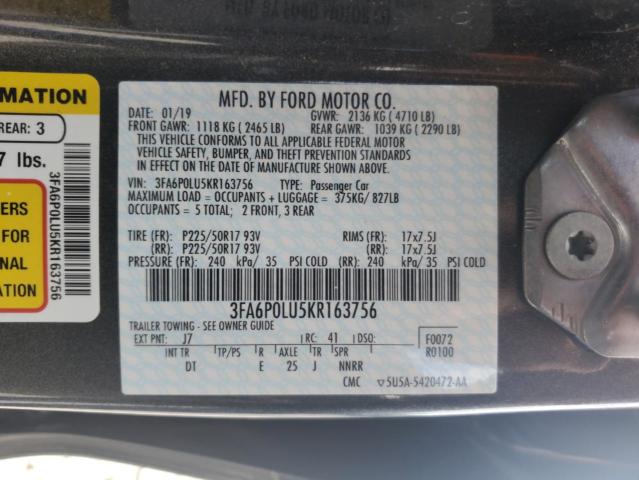 RMATION
REAR: 3
7 lbs.
ERS
FOR
NAL
ATION
3FA6P0LU5KR163756
MFD. BY FORD MOTOR CO.
DATE: 01/19 GVWR: 2136 KG ( 4710 LB)
FRONT GAWR: 1118 KG ( 2465 LB) REAR GAWR: 1039 KG ( 2290 LB)
THIS VEHICLE CONFORMS TO ALL APPLICABLE FEDERAL MOTOR
VEHICLE SAFETY, BUMPER, AND THEFT PREVENTION STANDARDS IN
EFFECT ON THE DATE OF MANUFACTURE SHOWN ABOVE.
VIN: 3FA6P0LU5KR163756 TYPE: Passenger Car
MAXIMUM LOAD = OCCUPANTS + LUGGAGE = 375KG/ 827LB
OCCUPANTS = 5 TOTAL; 2 FRONT, 3 REAR
TIRE (FR): P225/50R17 93V RIMS (FR): 17x7.5J
(RR): P225/50R17 93V (RR): 17x7.5J
PRESSURE (FR): 240 kPa/ 35 PSI COLD (RR): 240 kPa/ 35 PSI COLD
3FA6P0LU5KR163756
TRAILER TOWING - SEE OWNER GUIDE
EXT PNT: J7 RC: 41 DSO: F0072
INT TR TP/PS R AXLE TR SPR R0100
DT E 25 J NNRR
CMC ▽5U5A-5420472-AA